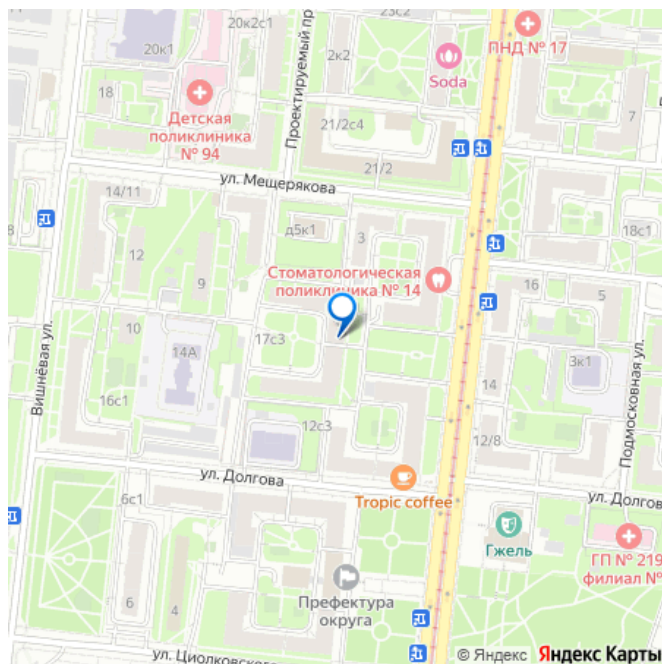 23с2
20к2с1
20к1
ПНД № 17
2к2
Soda
Проектируемый пр
18
Детская
поликлиника
№ 94
21/2с4
7
21/2
ул. Мещерякова
14/11
д5к1
3
18с1
12
9
Стоматологическая
поликлиника № 14
16
5
Вишнёвая ул.
10
17с3
14А
3к1
Подмосковная ул.
14
16с1
12с3
12/8
ул. Долгова
Tropic coffee
ул. Долгов
6с1
Гжель
ГП № 219
филиал №
6
4
Префектура
округа
ул. Циолковского
© Яндекс Яндекс Карты